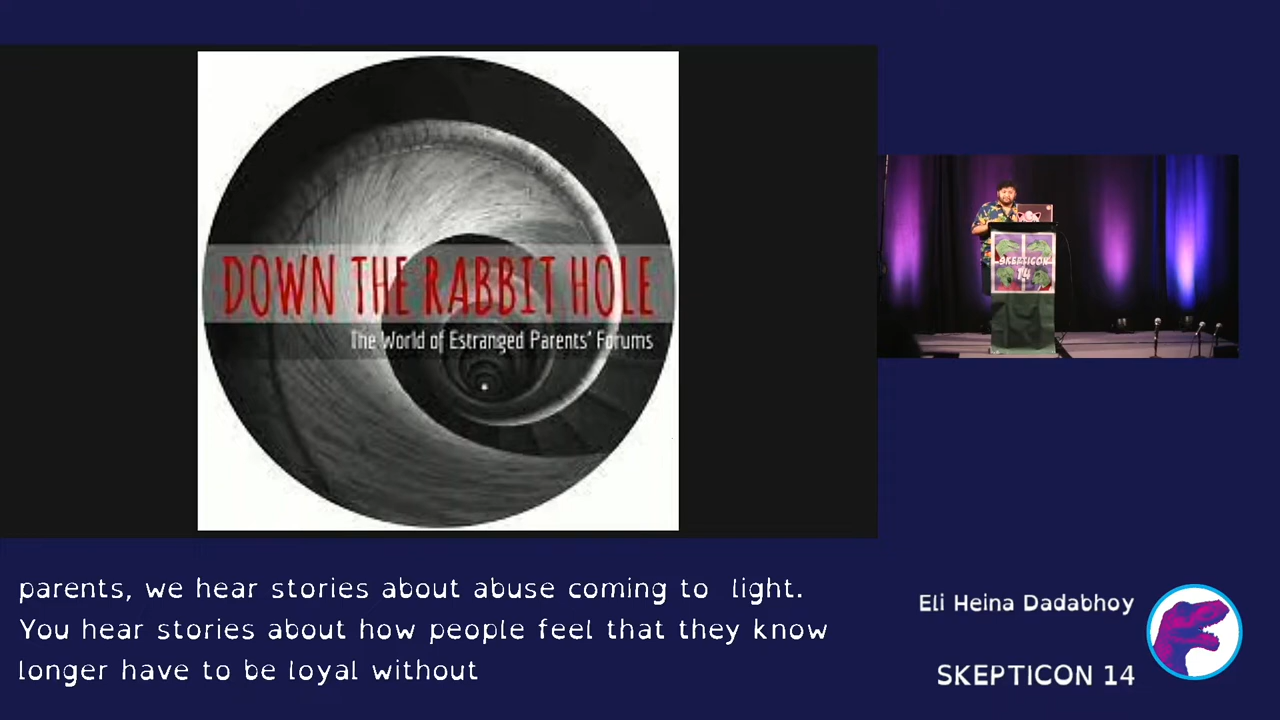 DOWN THE RABBIT HOLE
The World of Estranged Parents' Forums
SKEPTICON
14
parents, we hear stories about abuse coming to light.
You hear stories about how people feel that they know
longer have to be loyal without
Eli Heina Dadabhoy
SKEPTICON 14